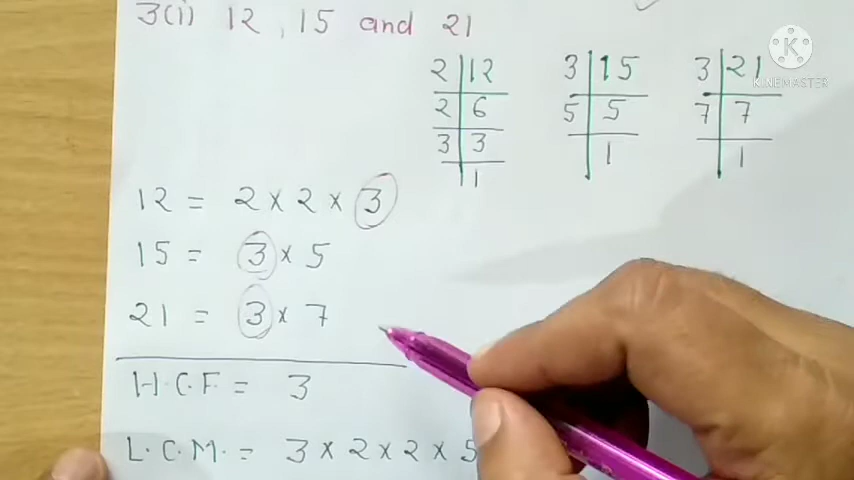 3(i) 12, 15 and 21
2 | 12
2 | 6
3 | 3
1
3 | 15
5 | 5
1
3 | 21
7 | 7
1
K
KINEMASTER
12 = 2 × 2 × 3
15 = 3 × 5
21 = 3 × 7
H.C.F. = 3
L.C.M. = 3 × 2 × 2 × 5